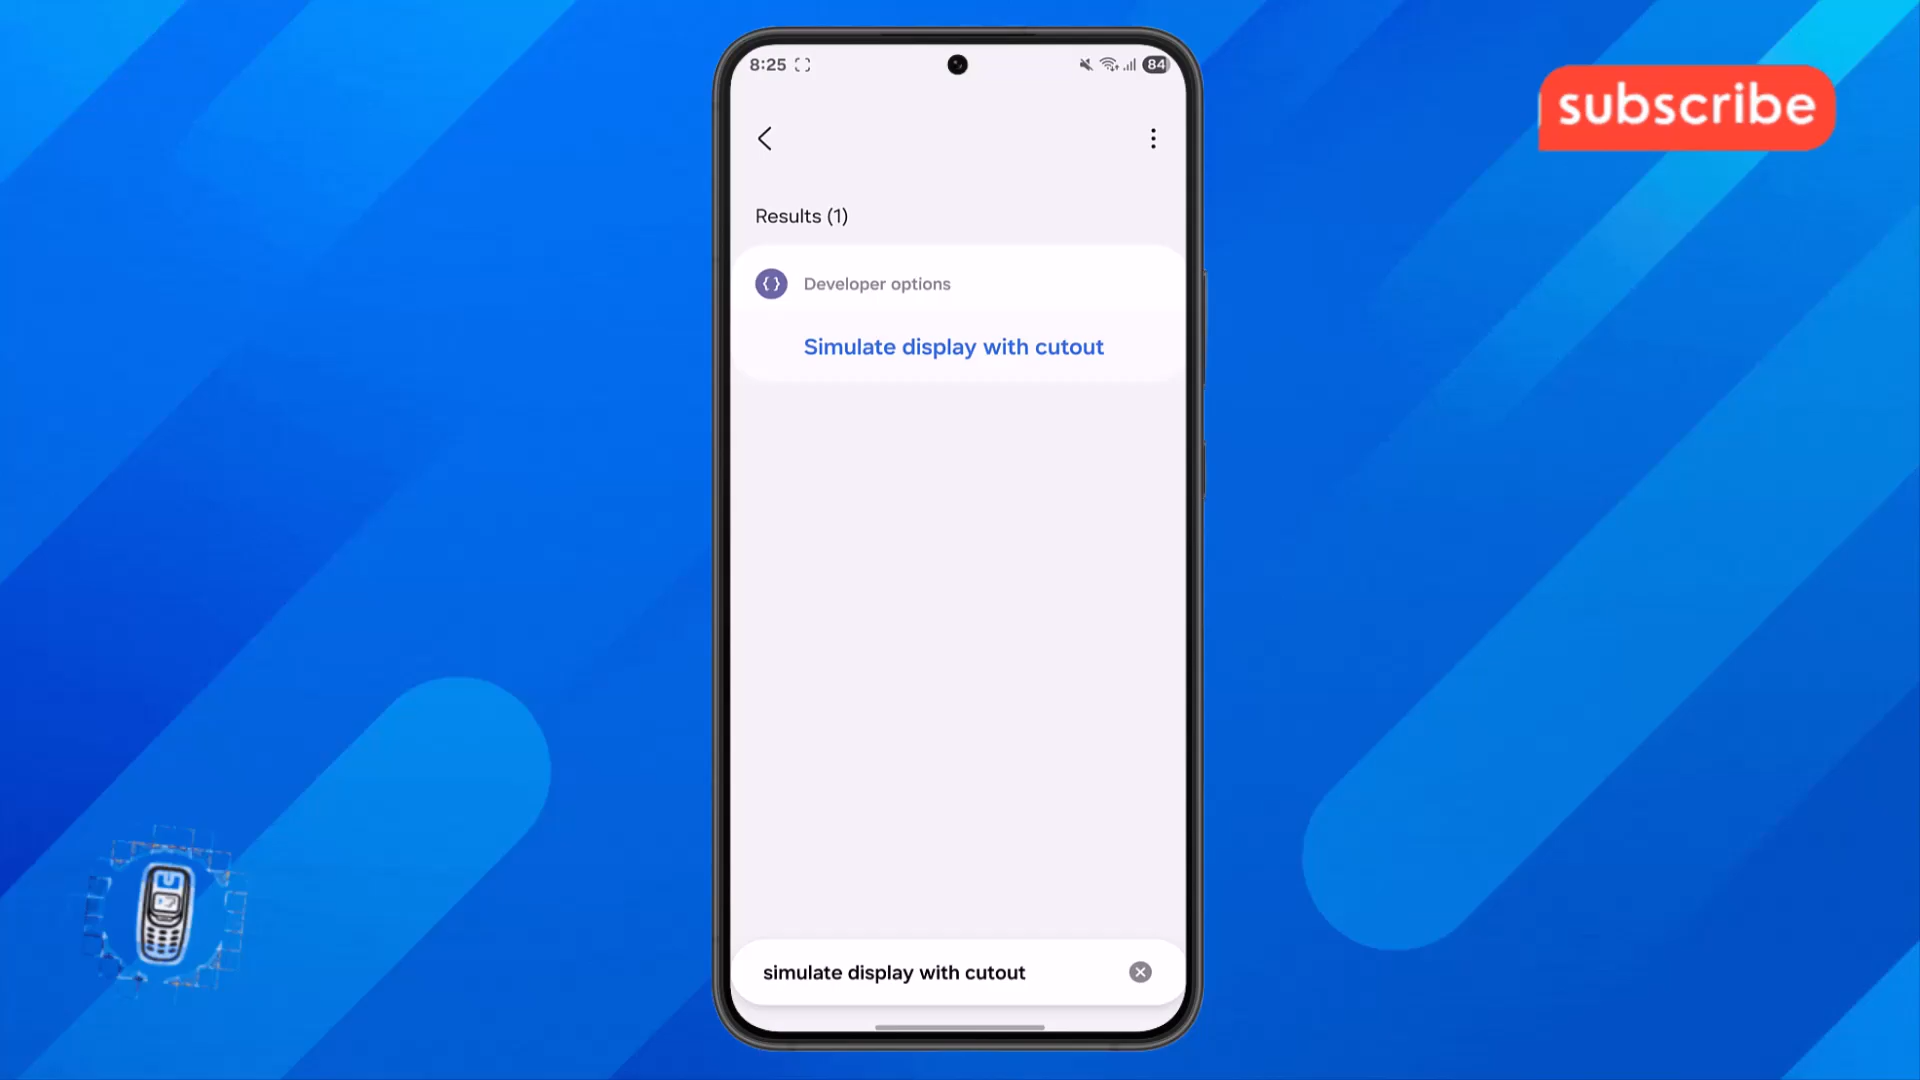 8:25
84
subscribe
Results (1)
{ } Developer options
Simulate display with cutout
simulate display with cutout